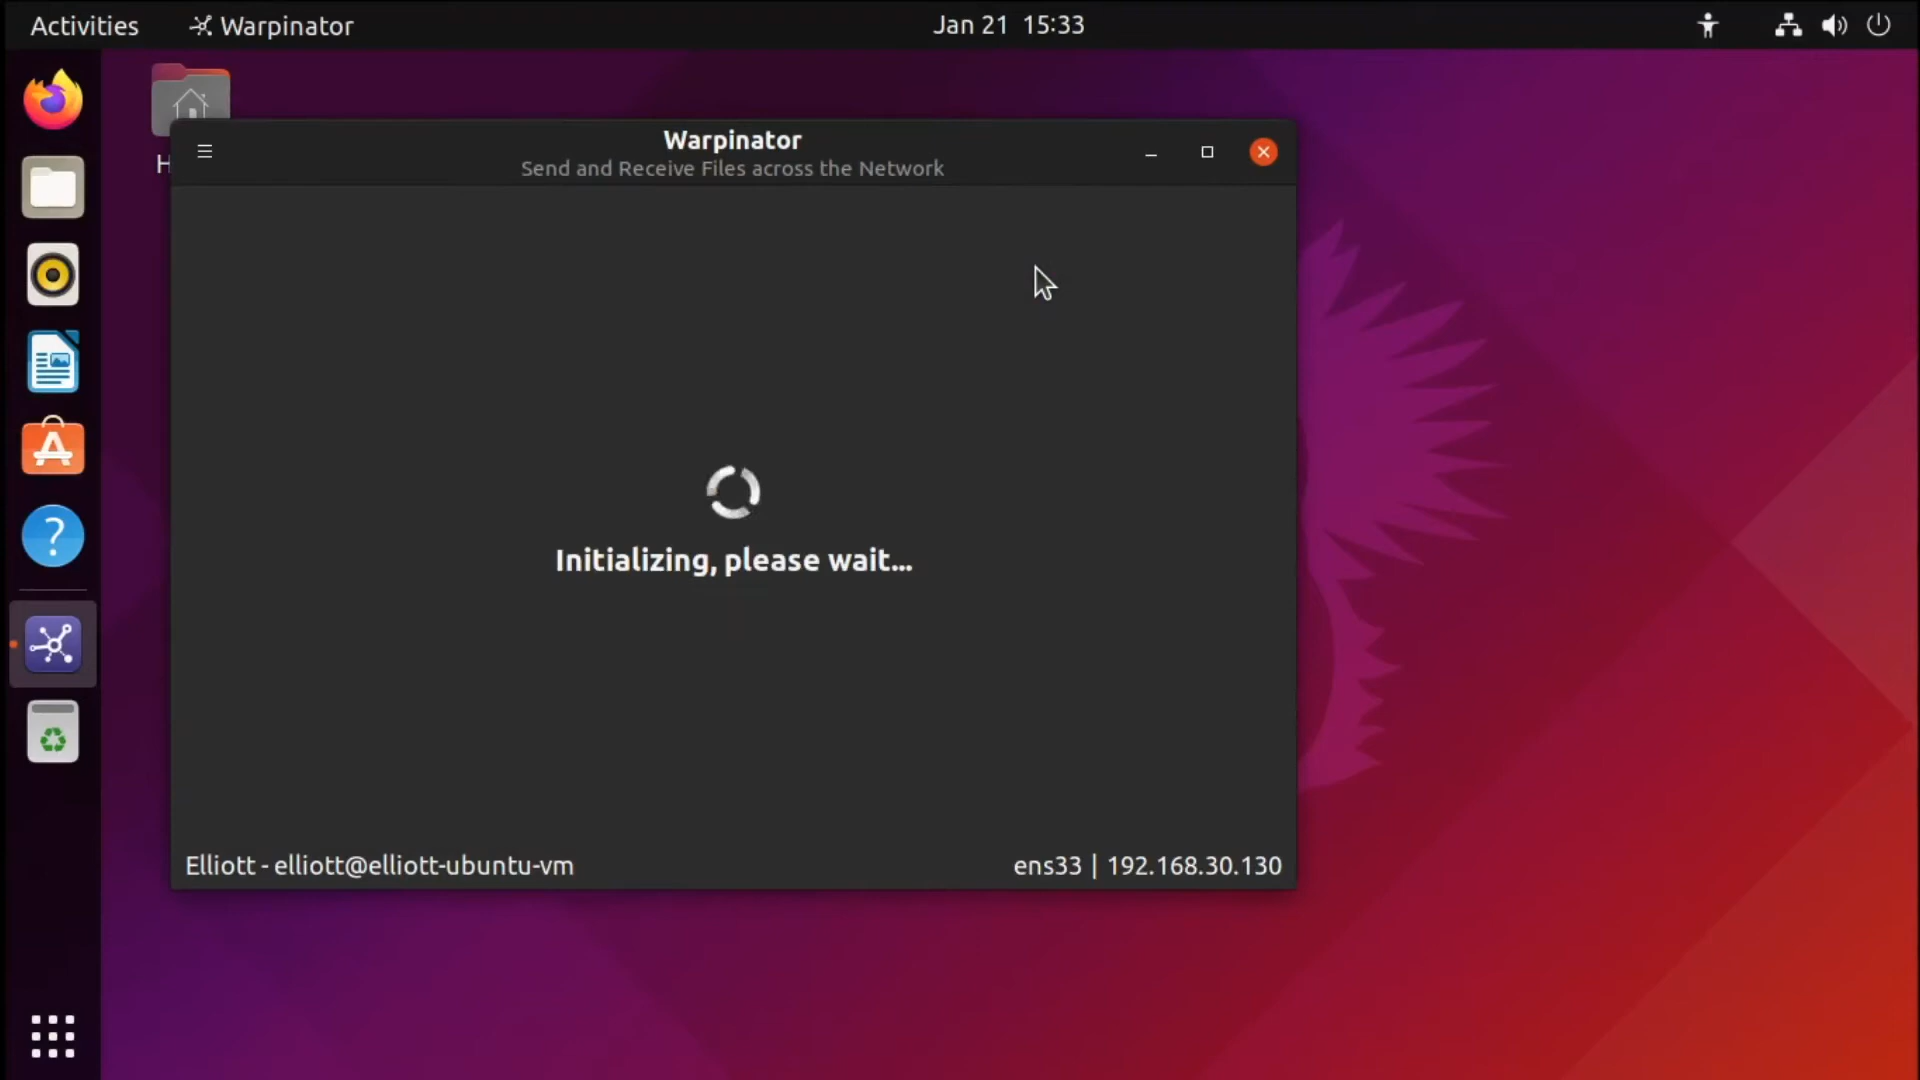 Activities
Warpinator
Jan 21 15:33
H
Warpinator
Send and Receive Files across the Network
Initializing, please wait...
Elliott - elliott@elliott-ubuntu-vm
ens33 | 192.168.30.130